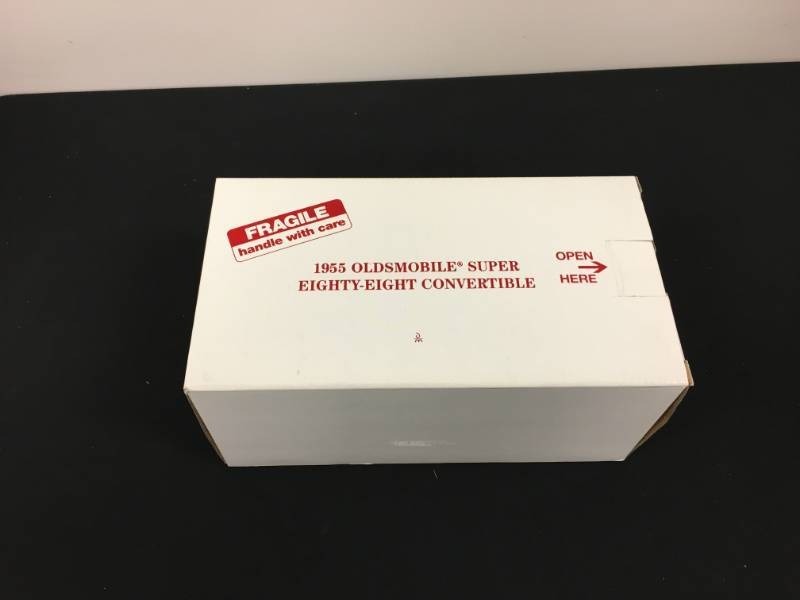 FRAGILE
handle with care
1955 OLDSMOBILE® SUPER
EIGHTY-EIGHT CONVERTIBLE
OPEN
HERE